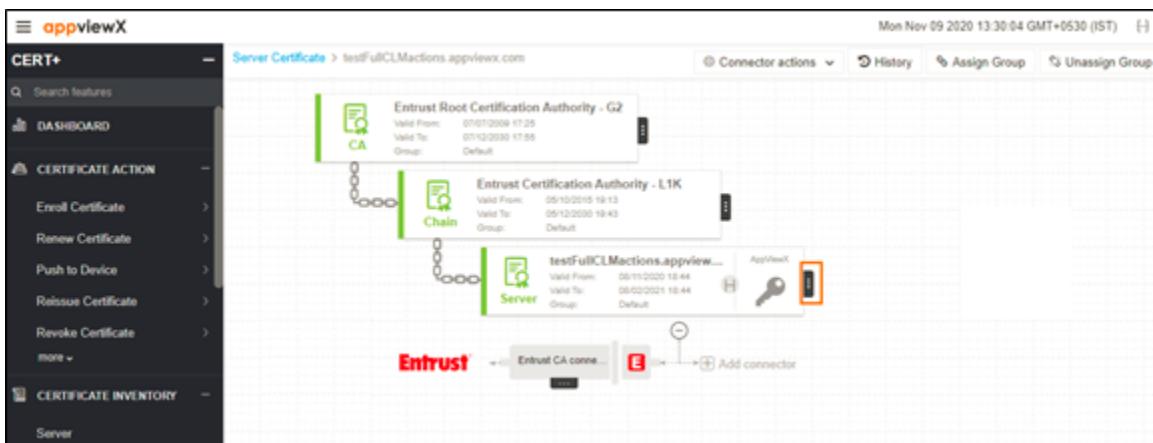 appviewX
Mon Nov 09 2020 13:30:04 GMT+0530 (IST)
CERT+
Server Certificate > testFullCLMactions.appviewx.com
Connector actions
History
Assign Group
Unassign Group
Search features
DASHBOARD
CERTIFICATE ACTION
Enroll Certificate
Renew Certificate
Push to Device
Reissue Certificate
Revoke Certificate
more
CERTIFICATE INVENTORY
Server
Entrust Root Certification Authority - G2
Valid From: 07/07/2009 17:25
Valid To: 07/12/2030 17:55
Group: Default
CA
Entrust Certification Authority - L1K
Valid From: 05/10/2015 19:13
Valid To: 05/12/2030 19:43
Group: Default
Chain
testFullCLMactions.appview....
Valid From: 08/11/2020 18:44
Valid To: 08/02/2021 18:44
Group: Default
Server
AppViewX
Entrust
Entrust CA conne...
E
Add connector